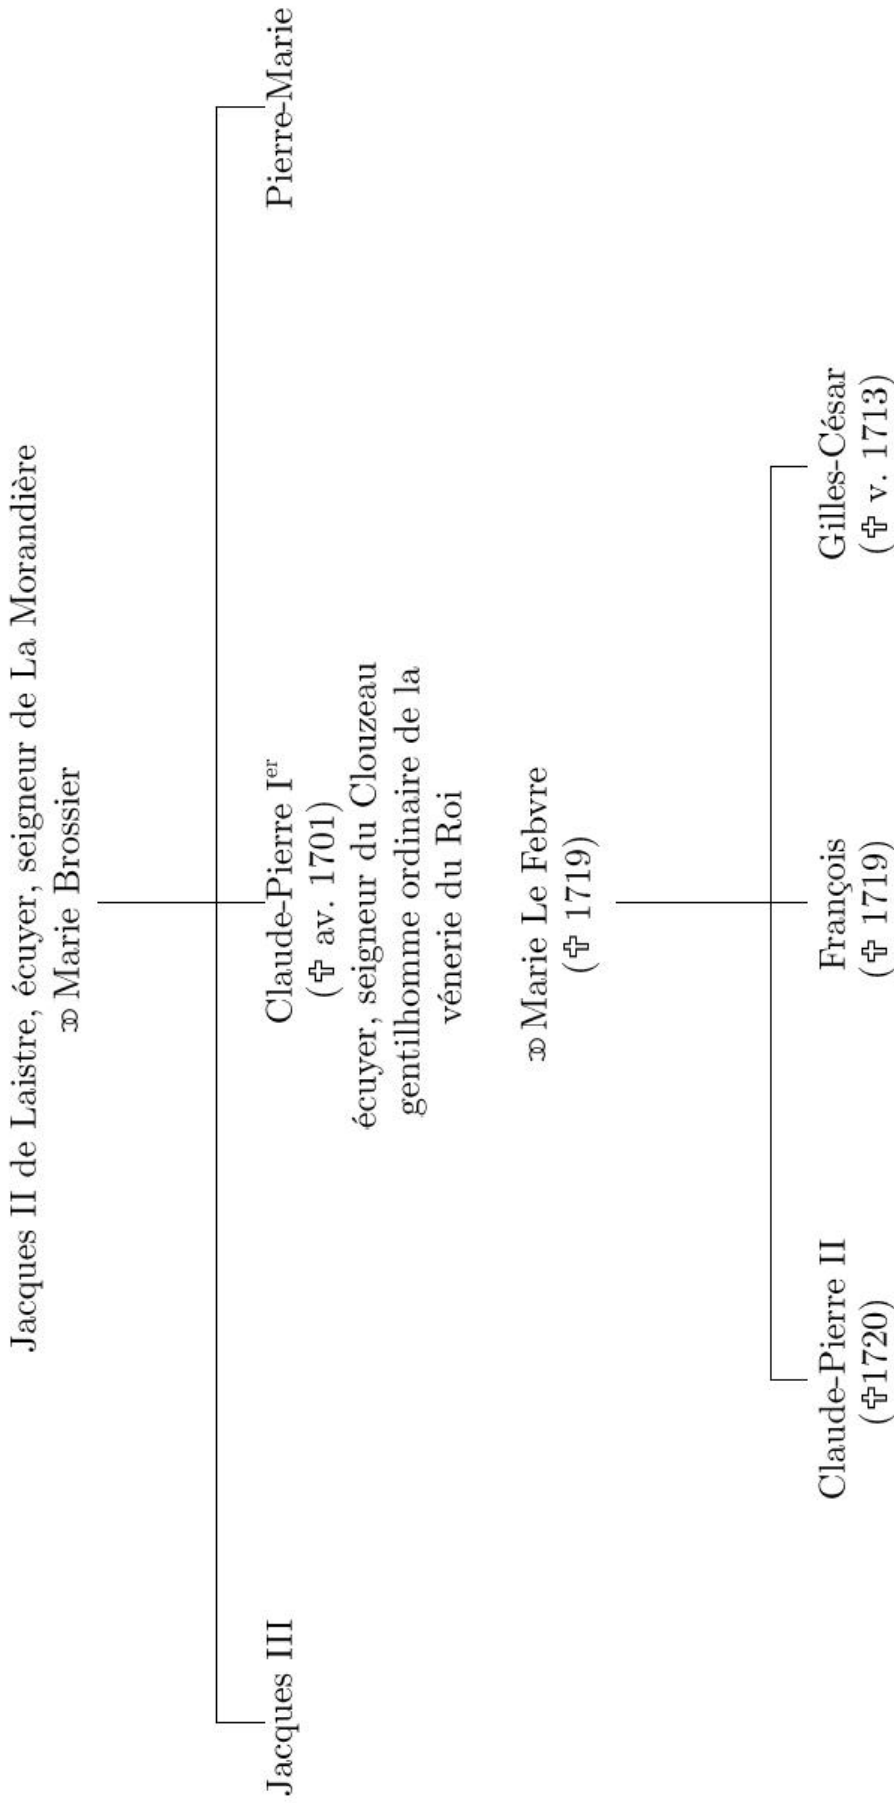 Jacques II de Laistre, écuyer, seigneur de La Morandière
⚭ Marie Brossier
Jacques III
Claude-Pierre Iᵉʳ
(✞ av. 1701)
écuyer, seigneur du Clouzeau
gentilhomme ordinaire de la
vénerie du Roi
Pierre-Marie
⚭ Marie Le Febvre
(✞ 1719)
Claude-Pierre II
(✞1720)
François
(✞ 1719)
Gilles-César
(✞ v. 1713)